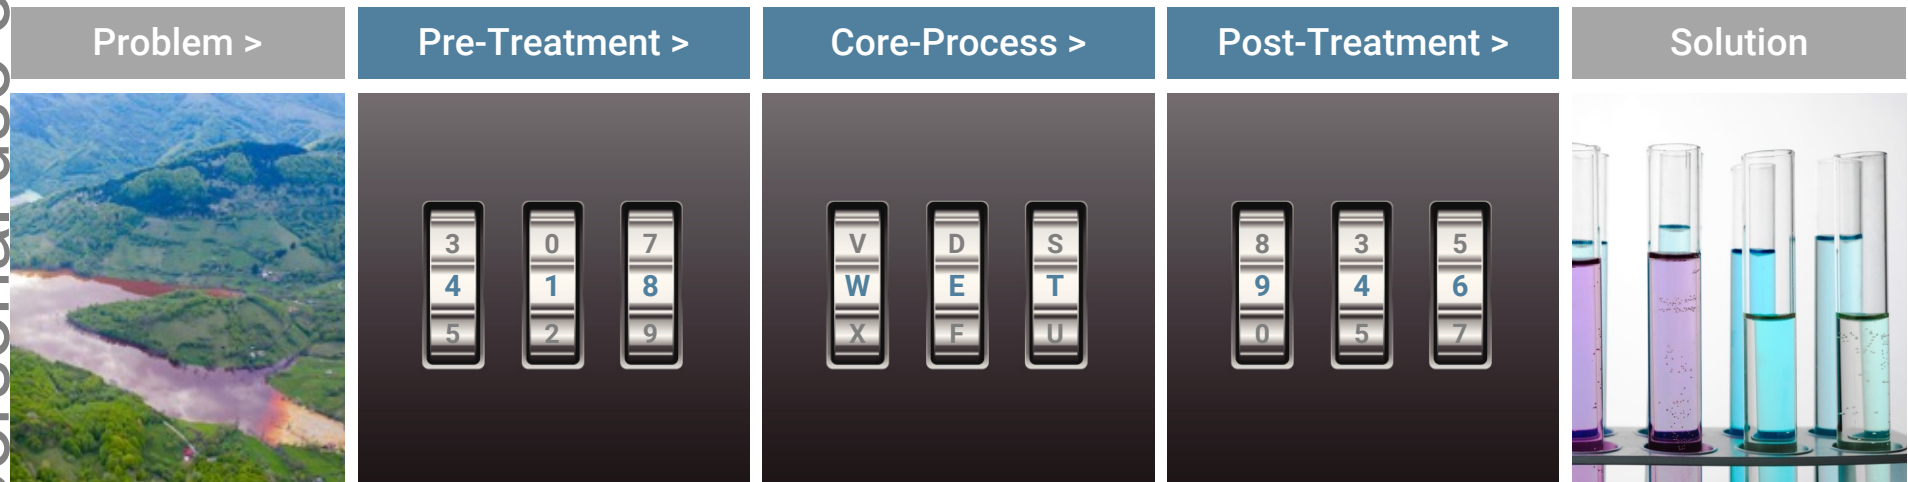 Problem >
Pre-Treatment >
Core-Process >
Post-Treatment >
Solution
3 0 7
4 1 8
5 2 9
V D S
W E T
X F U
8 3 5
9 4 6
0 5 7